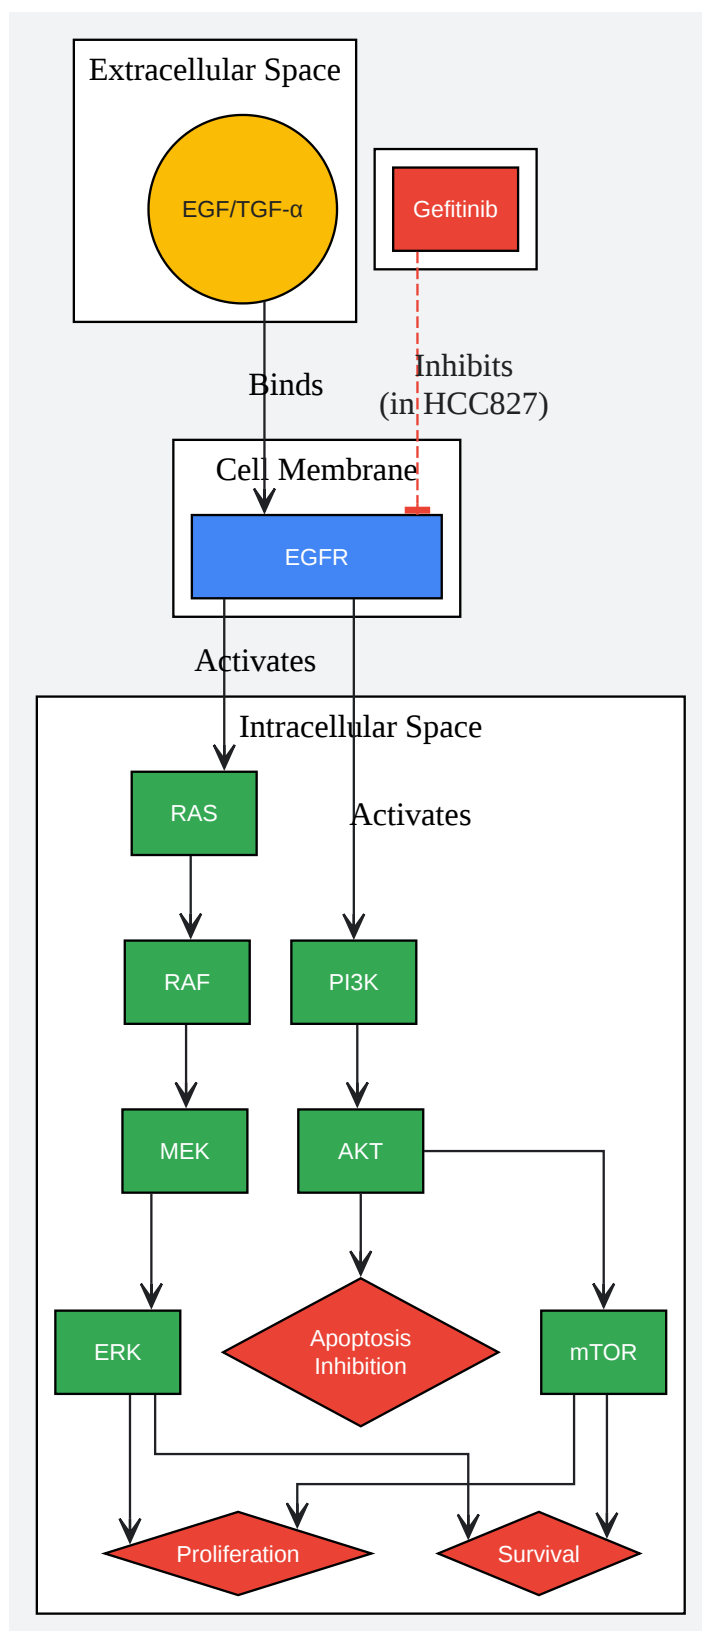 Extracellular Space
EGF/TGF-α
Gefitinib
Inhibits
(in HCC827)
Binds
Cell Membrane
EGFR
Activates
Intracellular Space
RAS
Activates
RAF
PI3K
MEK
AKT
ERK
Apoptosis
Inhibition
mTOR
Proliferation
Survival